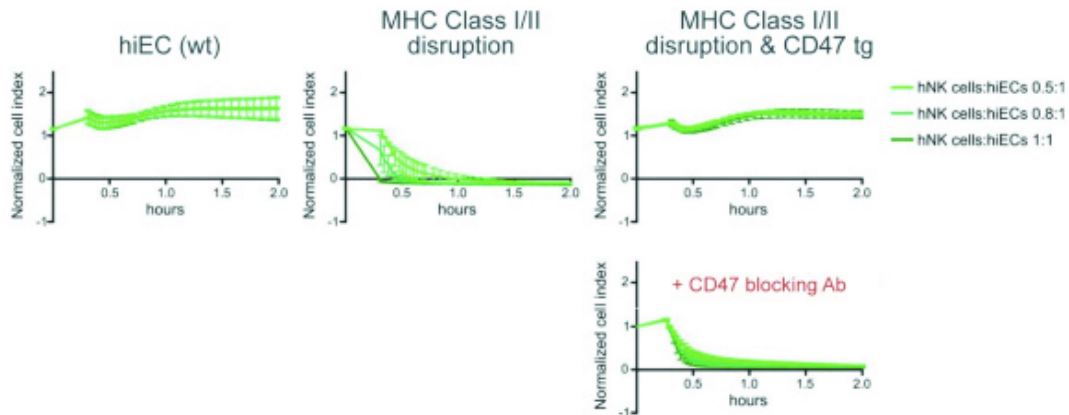 hiEC (wt)
MHC Class I/II
disruption
MHC Class I/II
disruption & CD47 tg
Normalized cell index
2
1
0
-1
0.5
1.0
1.5
2.0
hours
Normalized cell index
2
1
0
-1
0.5
1.0
1.5
2.0
hours
Normalized cell index
2
1
0
-1
0.5
1.0
1.5
2.0
hours
hNK cells:hiECs 0.5:1
hNK cells:hiECs 0.8:1
hNK cells:hiECs 1:1
+ CD47 blocking Ab
Normalized cell index
2
1
0
-1
0.5
1.0
1.5
2.0
hours